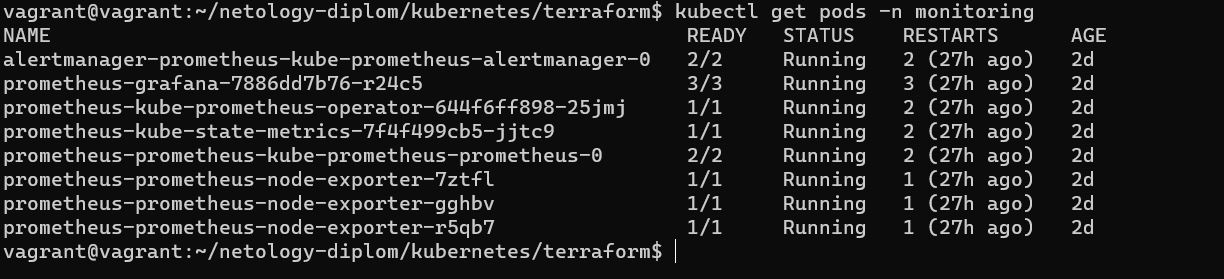 vagrant@vagrant:~/netology-diplom/kubernetes/terraform$ kubectl get pods -n monitoring
NAME READY STATUS RESTARTS AGE
alertmanager-prometheus-kube-prometheus-alertmanager-0 2/2 Running 2 (27h ago) 2d
prometheus-grafana-7886dd7b76-r24c5 3/3 Running 3 (27h ago) 2d
prometheus-kube-prometheus-operator-644f6ff898-25jmj 1/1 Running 2 (27h ago) 2d
prometheus-kube-state-metrics-7f4f499cb5-jjtc9 1/1 Running 2 (27h ago) 2d
prometheus-prometheus-kube-prometheus-prometheus-0 2/2 Running 2 (27h ago) 2d
prometheus-prometheus-node-exporter-7ztfl 1/1 Running 1 (27h ago) 2d
prometheus-prometheus-node-exporter-gghbv 1/1 Running 1 (27h ago) 2d
prometheus-prometheus-node-exporter-r5qb7 1/1 Running 1 (27h ago) 2d
vagrant@vagrant:~/netology-diplom/kubernetes/terraform$